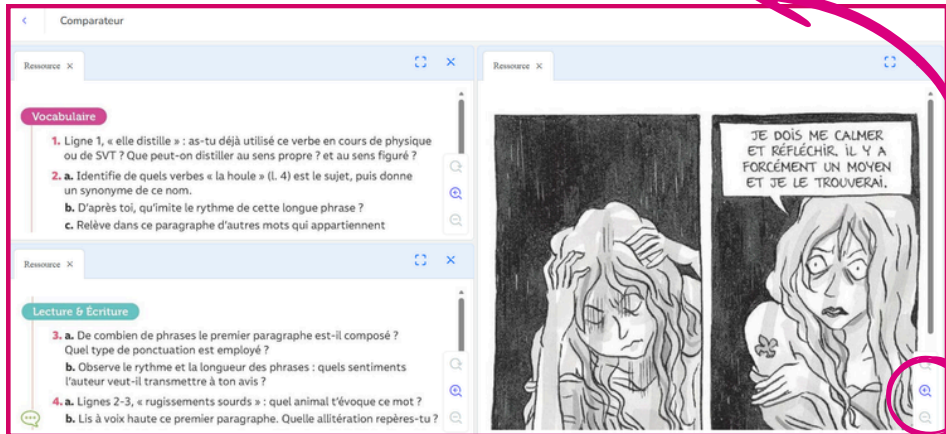 Comparateur
Ressource
Vocabulaire
1. Ligne 1, « elle distille » : as-tu déjà utilisé ce verbe en cours de physique
ou de SVT ? Que peut-on distiller au sens propre ? et au sens figuré ?
2. a. Identifie de quels verbes « la houle » (l. 4) est le sujet, puis donne
un synonyme de ce nom.
b. D'après toi, qu'imite le rythme de cette longue phrase ?
c. Relève dans ce paragraphe d'autres mots qui appartiennent
Ressource
Lecture & Écriture
3. a. De combien de phrases le premier paragraphe est-il composé ?
Quel type de ponctuation est employé ?
b. Observe le rythme et la longueur des phrases : quels sentiments
l'auteur veut-il transmettre à ton avis ?
4. a. Lignes 2-3, « rugissements sourds » : quel animal t'évoque ce mot ?
b. Lis à voix haute ce premier paragraphe. Quelle allitération repères-tu ?
Ressource
JE DOIS ME CALMER
ET RÉFLÉCHIR. IL Y A
FORCÉMENT UN MOYEN
ET JE LE TROUVERAI.